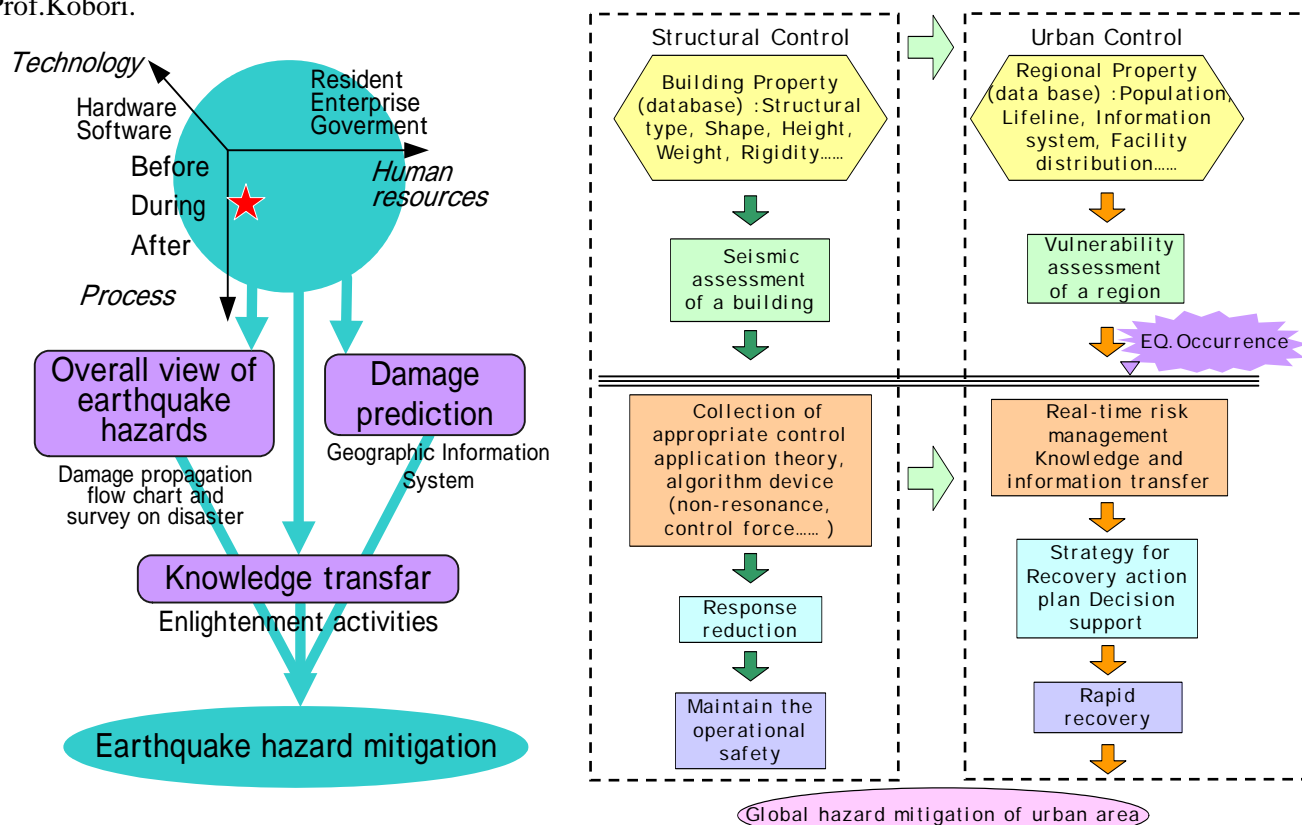 Prof.Kobori.
Technology
Hardware
Software
Resident
Enterprise
Goverment
Human
resources
Before
During
After
Process
Overall view of
earthquake
hazards
Damage propagation
flow chart and
survey on disaster
Damage
prediction
Geographic Information
System
Knowledge transfar
Enlightenment activities
Earthquake hazard mitigation
Structural Control
Building Property
(database) :Structural
type, Shape, Height,
Weight, Rigidity……
Seismic
assessment
of a building
Collection of
appropriate control
application theory,
algorithm device
(non-resonance,
control force…… )
Response
reduction
Maintain the
operational
safety
Urban Control
Regional Property
(data base) :Population,
Lifeline, Information
system, Facility
distribution……
Vulnerability
assessment
of a region
EQ.Occurrence
Real-time risk
management
Knowledge and
information transfer
Strategy for
Recovery action
plan Decision
support
Rapid
recovery
Global hazard mitigation of urban area